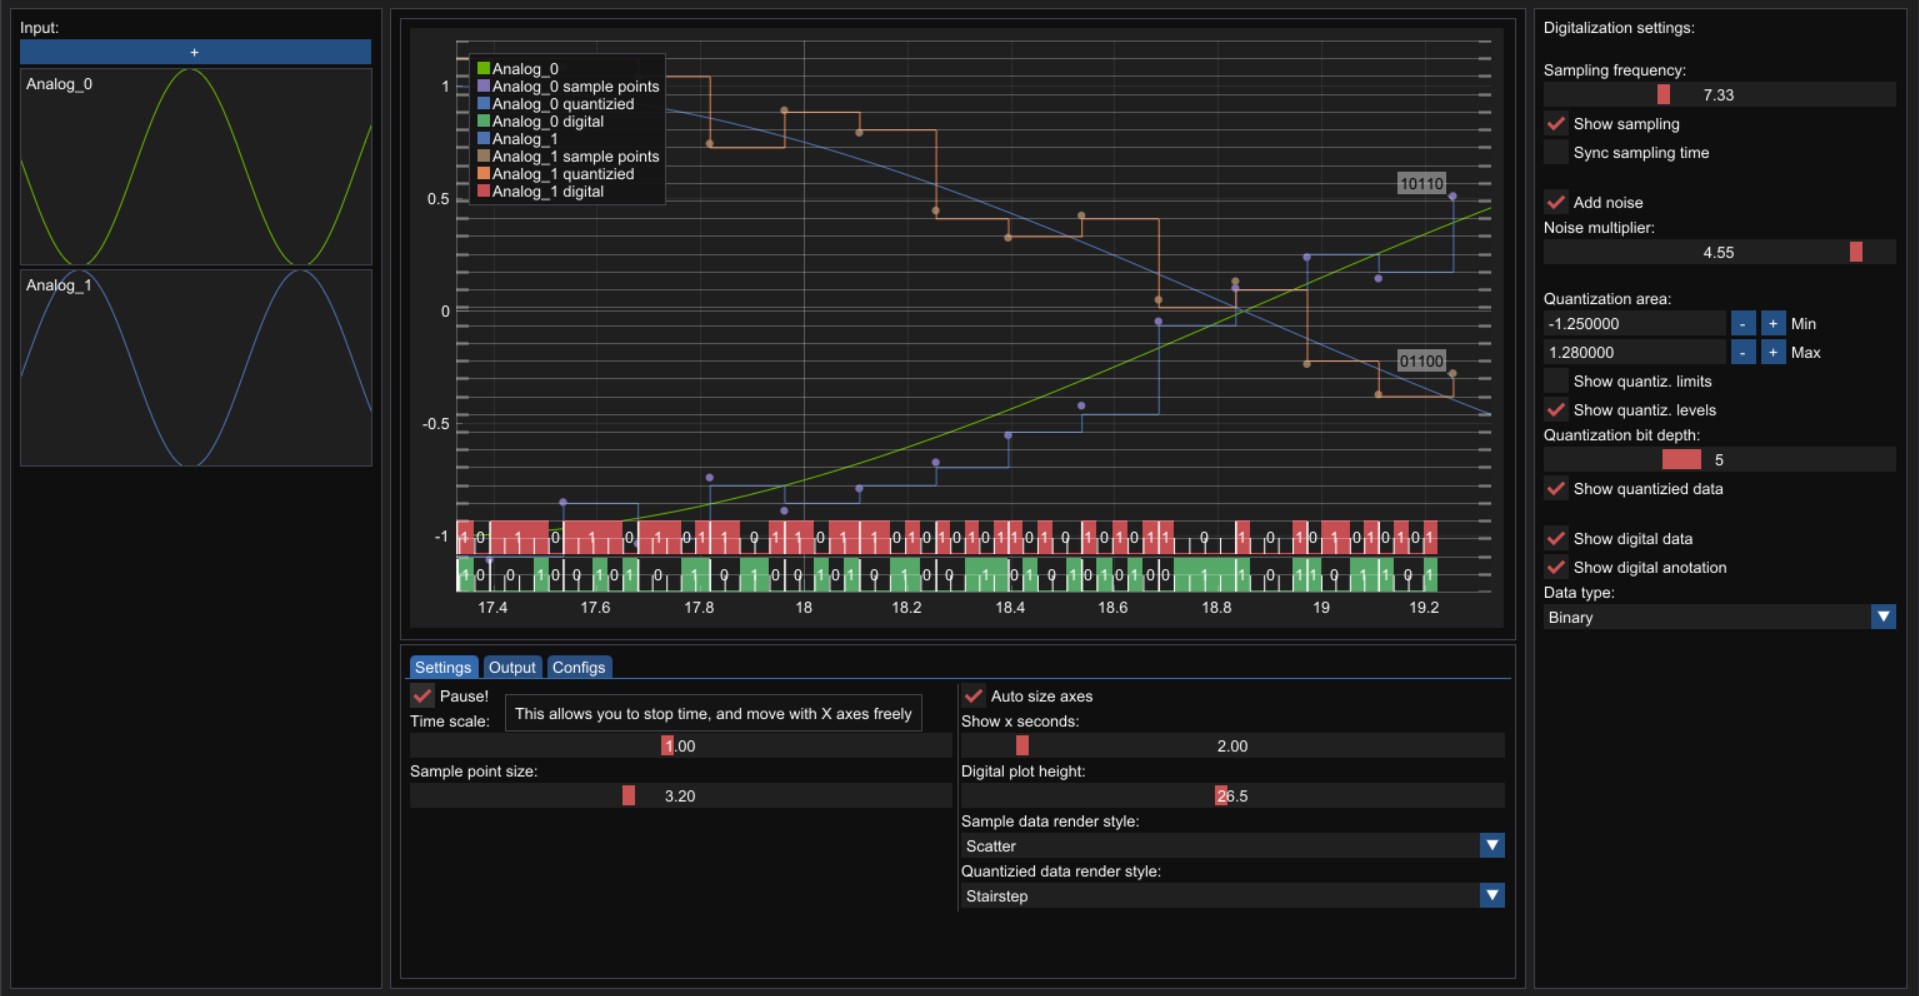 Input:
+
Analog_0
Analog_1
Analog_0
Analog_0 sample points
Analog_0 quantizied
Analog_0 digital
Analog_1
Analog_1 sample points
Analog_1 quantizied
Analog_1 digital
1
0.5
0
-0.5
-1
10110
01100
17.4 17.6 17.8 18 18.2 18.4 18.6 18.8 19 19.2
Settings Output Configs
Pause!
This allows you to stop time, and move with X axes freely
Time scale:
1.00
Sample point size:
3.20
Auto size axes
Show x seconds:
2.00
Digital plot height:
26.5
Sample data render style:
Scatter
Quantizied data render style:
Stairstep
Digitalization settings:
Sampling frequency:
7.33
Show sampling
Sync sampling time
Add noise
Noise multiplier:
4.55
Quantization area:
-1.250000 - + Min
1.280000 - + Max
Show quantiz. limits
Show quantiz. levels
Quantization bit depth:
5
Show quantizied data
Show digital data
Show digital anotation
Data type:
Binary